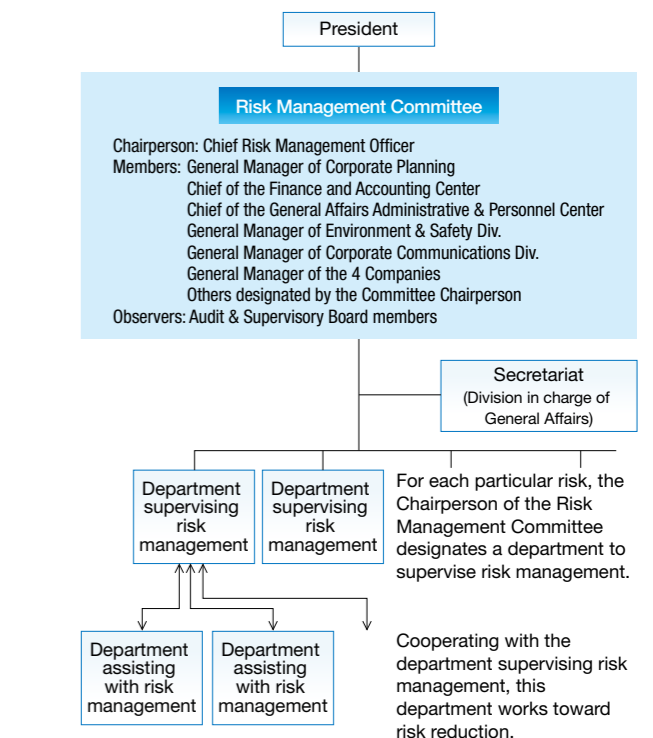 President
Risk Management Committee
Chairperson: Chief Risk Management Officer
Members: General Manager of Corporate Planning
Chief of the Finance and Accounting Center
Chief of the General Affairs Administrative & Personnel Center
General Manager of Environment & Safety Div.
General Manager of Corporate Communications Div.
General Manager of the 4 Companies
Others designated by the Committee Chairperson
Observers: Audit & Supervisory Board members
Secretariat
(Division in charge of
General Affairs)
Department
supervising
risk
management
Department
supervising
risk
management
For each particular risk, the
Chairperson of the Risk
Management Committee
designates a department to
supervise risk management.
Department
assisting
with risk
management
Department
assisting
with risk
management
Cooperating with the
department supervising risk
management, this
department works toward
risk reduction.